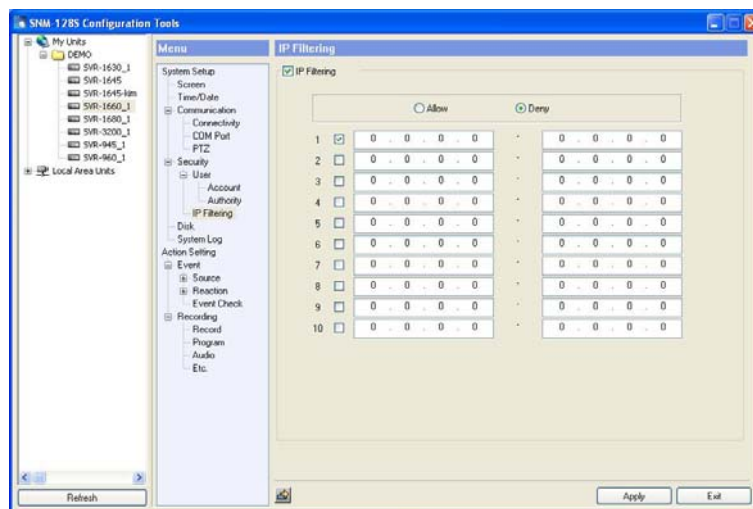 SNM-128S Configuration Tools
My Units
DEMO
SVR-1630_1
SVR-1645
SVR-1645-kim
SVR-1660_1
SVR-1680_1
SVR-3200_1
SVR-945_1
SVR-960_1
Local Area Units
Refresh
Menu
System Setup
Screen
Time/Date
Communication
Connectivity
COM Port
PTZ
Security
User
Account
Authority
IP Filtering
Disk
System Log
Action Setting
Event
Source
Reaction
Event Check
Recording
Record
Program
Audio
Etc.
IP Filtering
IP Filtering
Allow Deny
1 0 . 0 . 0 . 0 - 0 . 0 . 0 . 0
2 0 . 0 . 0 . 0 - 0 . 0 . 0 . 0
3 0 . 0 . 0 . 0 - 0 . 0 . 0 . 0
4 0 . 0 . 0 . 0 - 0 . 0 . 0 . 0
5 0 . 0 . 0 . 0 - 0 . 0 . 0 . 0
6 0 . 0 . 0 . 0 - 0 . 0 . 0 . 0
7 0 . 0 . 0 . 0 - 0 . 0 . 0 . 0
8 0 . 0 . 0 . 0 - 0 . 0 . 0 . 0
9 0 . 0 . 0 . 0 - 0 . 0 . 0 . 0
10 0 . 0 . 0 . 0 - 0 . 0 . 0 . 0
Apply Exit